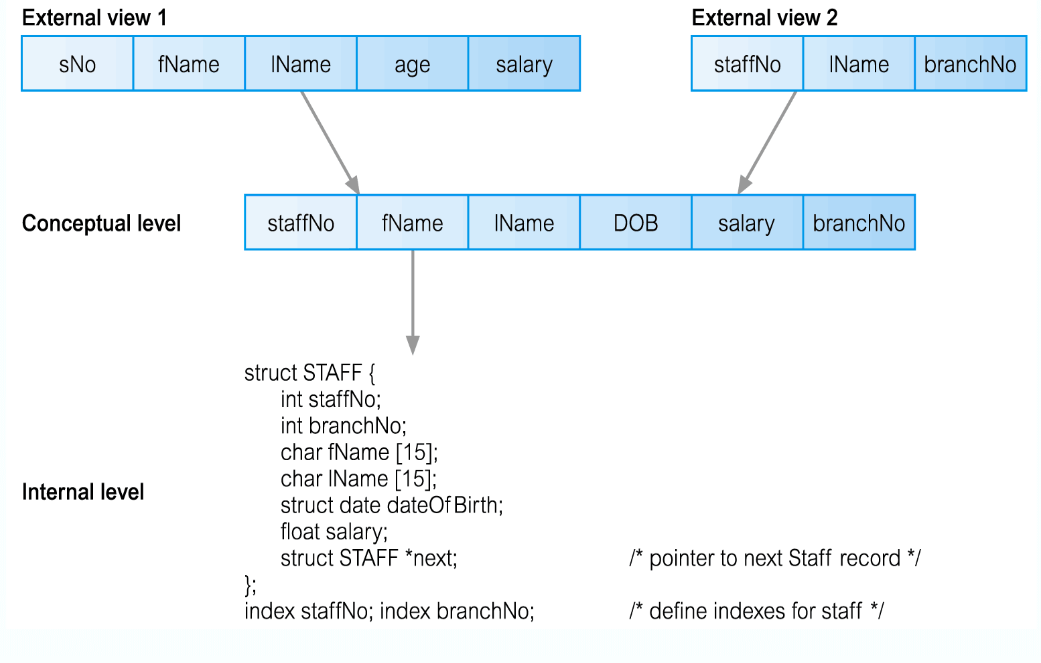 External view 1 External view 2
sNo fName lName age salary staffNo lName branchNo
Conceptual level staffNo fName lName DOB salary branchNo
struct STAFF {
int staffNo;
int branchNo;
char fName [15];
char lName [15];
Internal level
struct date dateOfBirth;
float salary;
struct STAFF *next; /* pointer to next Staff record */
};
index staffNo; index branchNo; /* define indexes for staff */